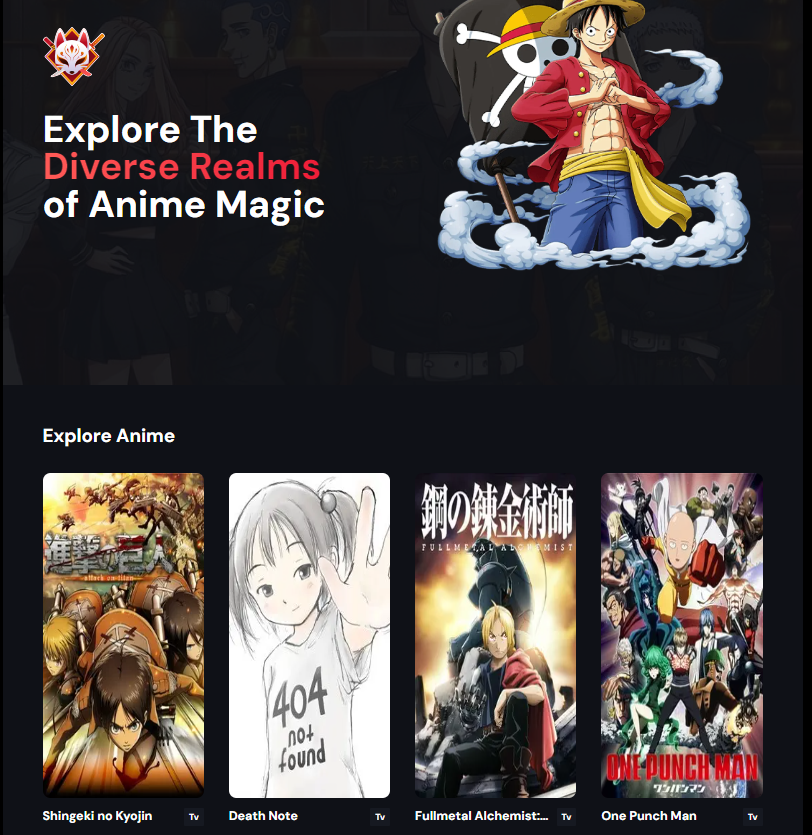 Explore The
Diverse Realms
of Anime Magic
Explore Anime
進撃の巨人
attack on titan
404
not
found
鋼の錬金術師
FULLMETAL ALCHEMIST
ONE PUNCH MAN
ワンパンマン
Shingeki no Kyojin
Tv
Death Note
Tv
Fullmetal Alchemist:...
Tv
One Punch Man
Tv